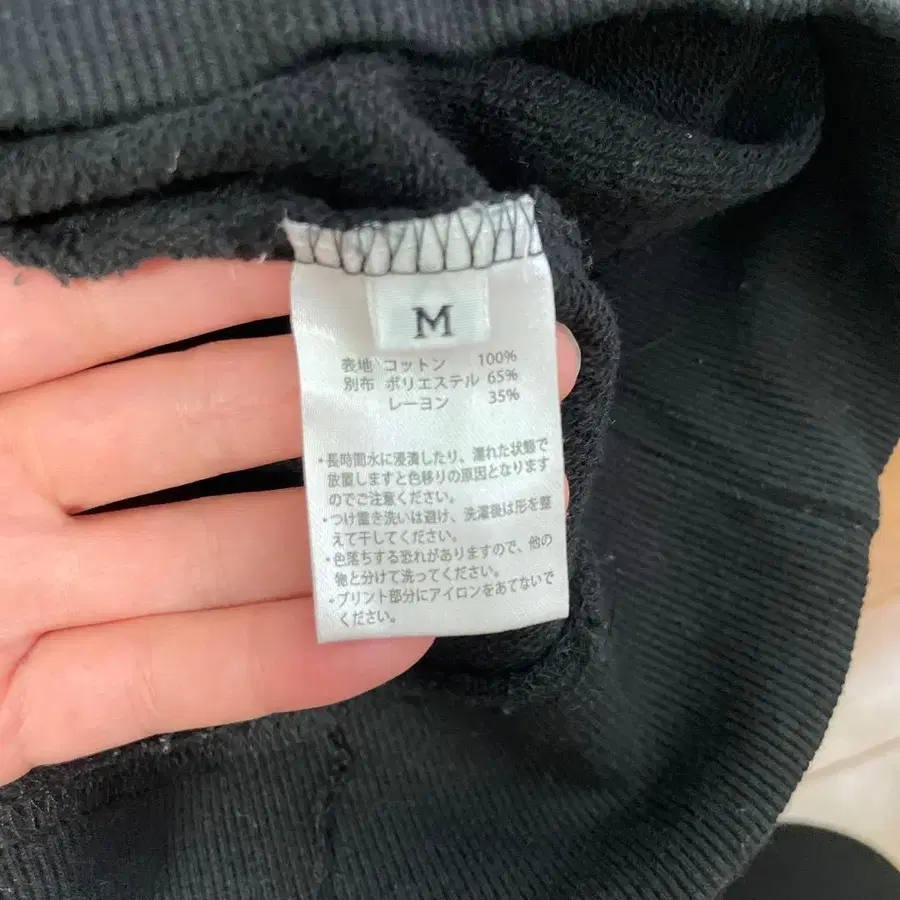 M
表地 コットン 100%
別布 ポリエステル 65%
レーヨン 35%
・長時間水に浸漬したり、濡れた状態で
放置しますと色移りの原因となります
のでご注意ください。
・つけ置き洗いは避け、洗濯後は形を整
えて干してください。
・色落ちする恐れがありますので、他の
物と分けて洗ってください。
・プリント部分にアイロンをあてないで
ください。